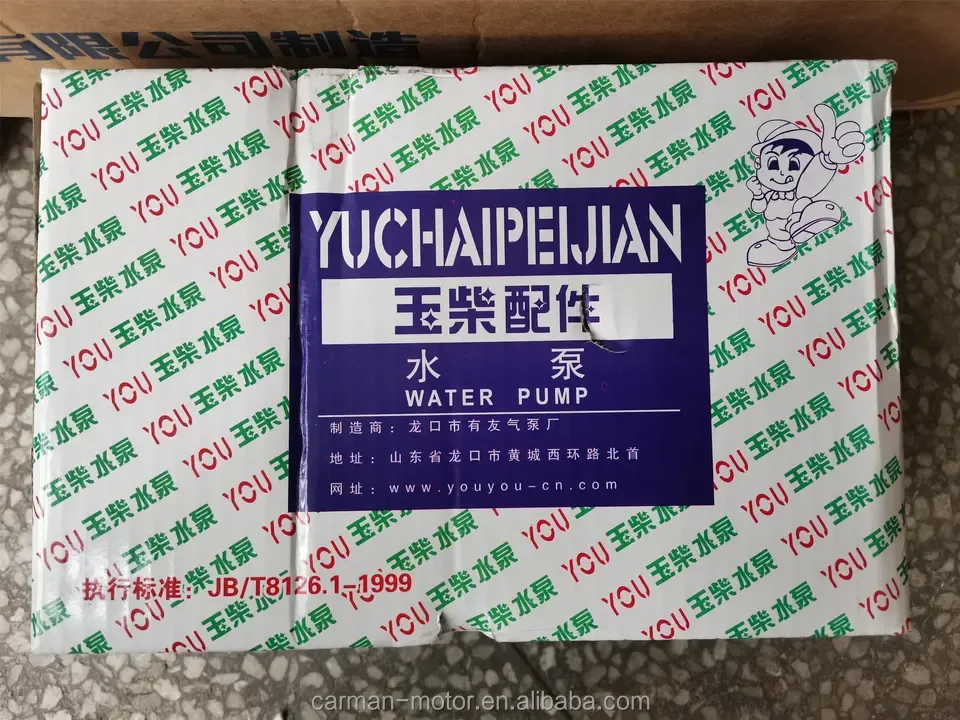 有限公司制造
YOU 玉柴水泵
YUCHAIPEIJIAN
玉柴配件
水 泵
WATER PUMP
制造商：龙口市有友气泵厂
地址：山东省龙口市黄城西环路北首
网址：www.youyou-cn.com
执行标准：JB/T8126.1-1999
carman-motor.en.alibaba.com